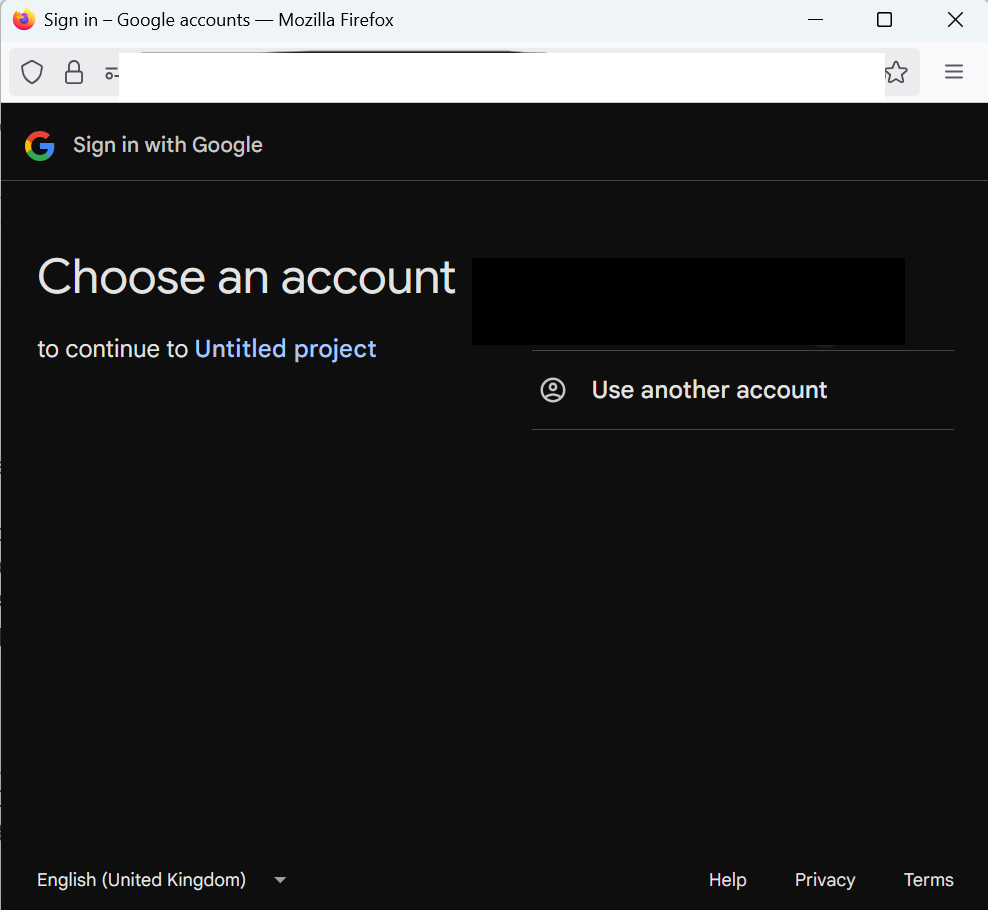 Sign in – Google accounts — Mozilla Firefox
Sign in with Google
Choose an account
to continue to Untitled project
Use another account
English (United Kingdom)
Help Privacy Terms